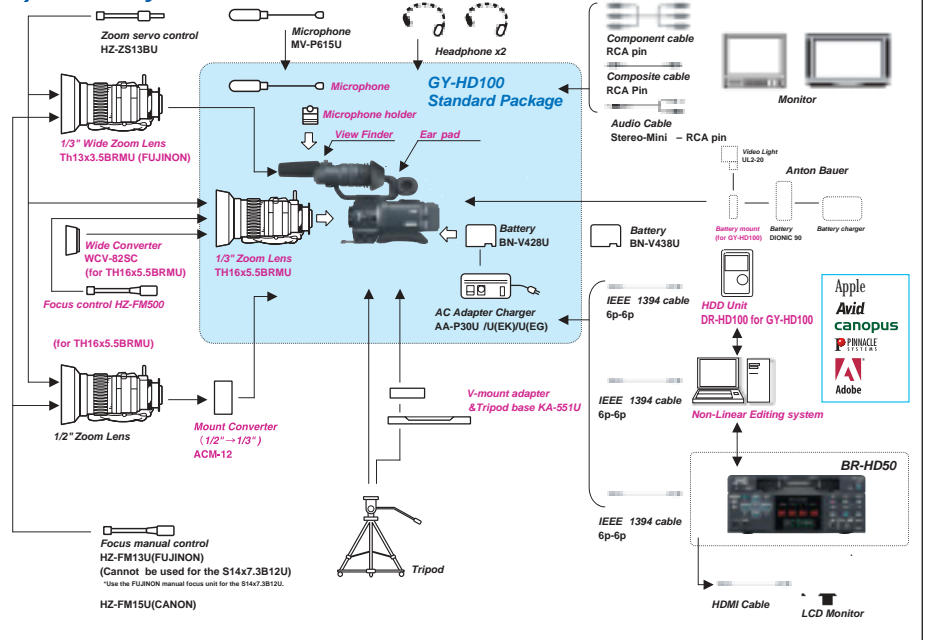 Zoom servo control
HZ-ZS13BU
Microphone
MV-P615U
Headphone x2
Component cable
RCA pin
Composite cable
RCA Pin
Audio Cable
Stereo-Mini – RCA pin
Monitor
GY-HD100
Standard Package
Microphone
Microphone holder
View Finder
Ear pad
1/3" Wide Zoom Lens
Th13x3.5BRMU (FUJINON)
Video Light
UL2-20
Anton Bauer
Battery mount
(for GY-HD100)
Battery
DIONIC 90
Battery charger
Wide Converter
WCV-82SC
(for TH16x5.5BRMU)
1/3" Zoom Lens
TH16x5.5BRMU
Battery
BN-V428U
Battery
BN-V438U
Focus control HZ-FM500
(for TH16x5.5BRMU)
AC Adapter Charger
AA-P30U /U(EK)/U(EG)
IEEE 1394 cable
6p-6p
HDD Unit
DR-HD100 for GY-HD100
Apple
Avid
canopus
PINNACLE
SYSTEMS
Adobe
1/2" Zoom Lens
Mount Converter
(1/2"→1/3")
ACM-12
V-mount adapter
&Tripod base KA-551U
IEEE 1394 cable
6p-6p
Non-Linear Editing system
BR-HD50
IEEE 1394 cable
6p-6p
Focus manual control
HZ-FM13U(FUJINON)
(Cannot be used for the S14x7.3B12U)
*Use the FUJINON manual focus unit for the S14x7.3B12U.
HZ-FM15U(CANON)
Tripod
HDMI Cable
LCD Monitor